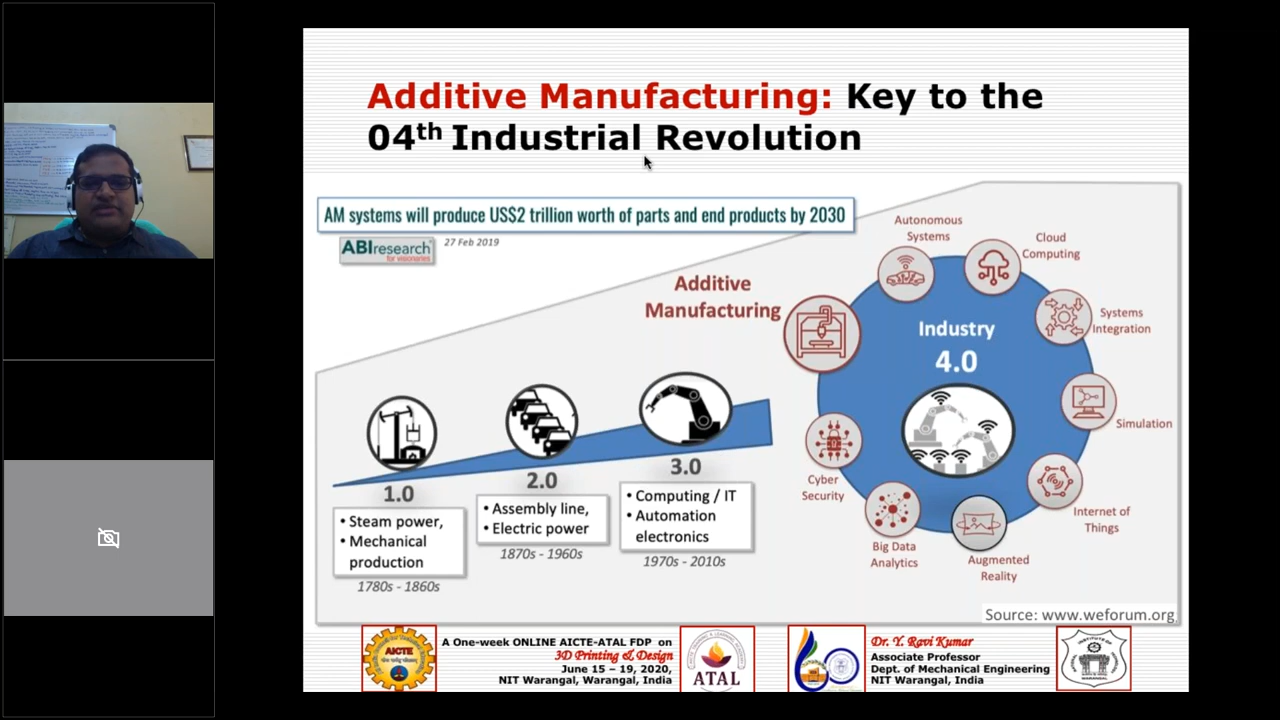 Additive Manufacturing: Key to the
04th Industrial Revolution
AM systems will produce US$2 trillion worth of parts and end products by 2030
ABIresearch
for visionaries
27 Feb 2019
Additive
Manufacturing
Autonomous
Systems
Cloud
Computing
Systems
Integration
Simulation
Internet of
Things
Augmented
Reality
Big Data
Analytics
Cyber
Security
Industry
4.0
1.0
• Steam power,
• Mechanical
production
1780s - 1860s
2.0
• Assembly line,
• Electric power
1870s - 1960s
3.0
• Computing / IT
• Automation
electronics
1970s - 2010s
Source: www.weforum.org
AICTE
A One-week ONLINE AICTE-ATAL FDP on
3D Printing & Design
June 15 – 19, 2020,
NIT Warangal, Warangal, India
ATAL
Dr. Y. Ravi Kumar
Associate Professor
Dept. of Mechanical Engineering
NIT Warangal, India